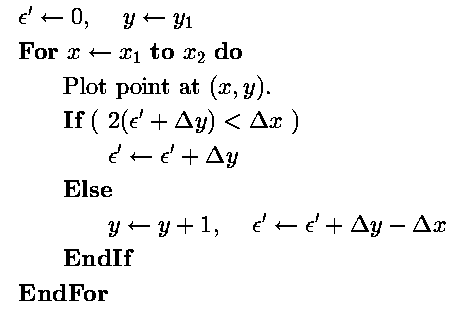 ϵ′ ← 0, y ← y₁
For x ← x₁ to x₂ do
Plot point at (x, y).
If ( 2(ϵ′ + Δy) < Δx )
ϵ′ ← ϵ′ + Δy
Else
y ← y + 1, ϵ′ ← ϵ′ + Δy − Δx
EndIf
EndFor